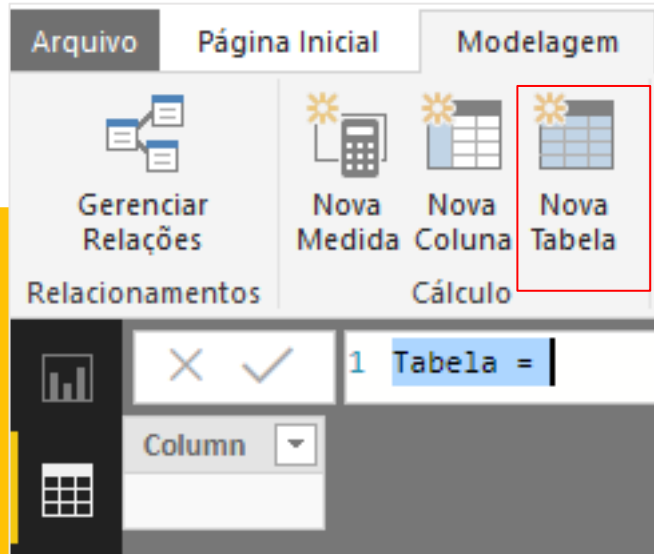 Arquivo Página Inicial Modelagem
Gerenciar Relações
Nova Medida
Nova Coluna
Nova Tabela
Relacionamentos Cálculo
1 Tabela =
Column